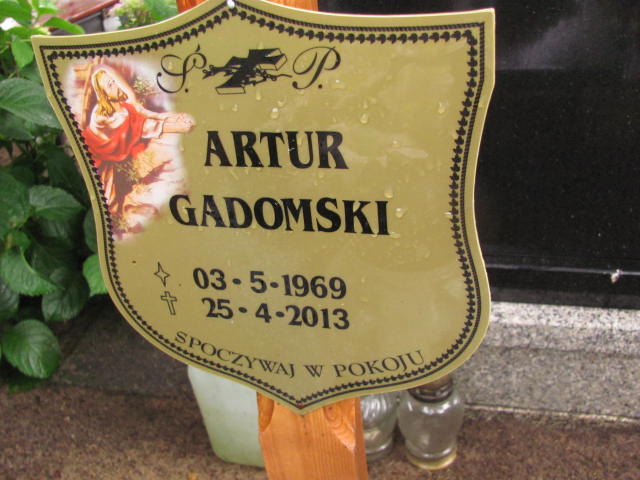 Ś. P.
ARTUR
GADOMSKI
03·5·1969
25·4·2013
SPOCZYWAJ W POKOJU